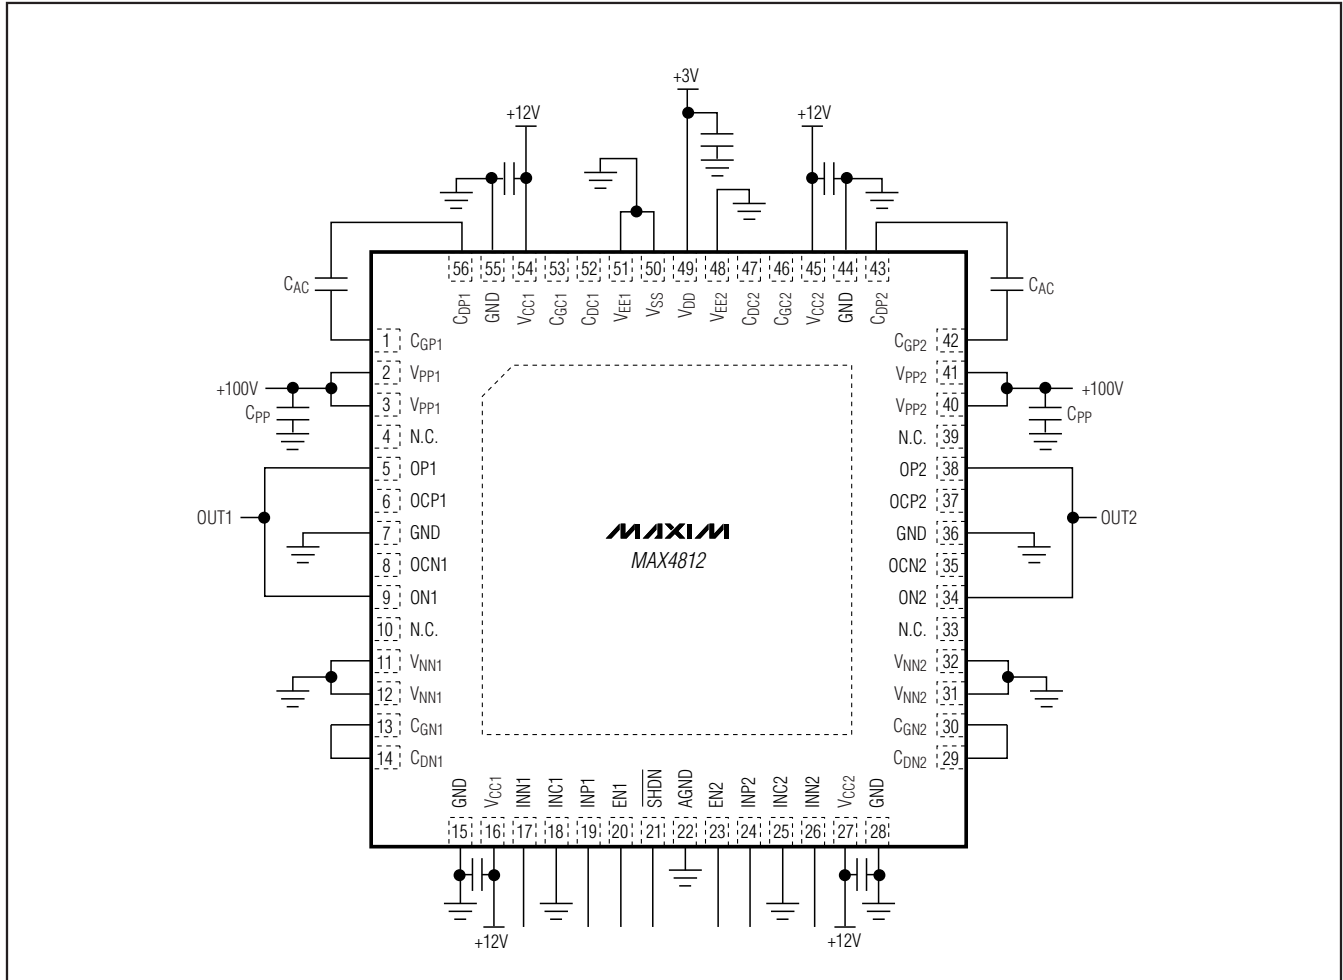 +3V
+12V
+12V
56 55 54 53 52 51 50 49 48 47 46 45 44 43
CDP1 GND VCC1 CGC1 CDC1 VEE1 VSS VDD VEE2 CDC2 CGC2 VCC2 GND CDP2
CAC
CAC
1 CGP1
CGP2 42
2 VPP1
VPP2 41
+100V
+100V
3 VPP1
VPP2 40
CPP
CPP
4 N.C.
N.C. 39
5 OP1
OP2 38
6 OCP1
OCP2 37
OUT1
OUT2
7 GND
GND 36
MAXIM
MAX4812
8 OCN1
OCN2 35
9 ON1
ON2 34
10 N.C.
N.C. 33
11 VNN1
VNN2 32
12 VNN1
VNN2 31
13 CGN1
CGN2 30
14 CDN1
CDN2 29
GND VCC1 INN1 INC1 INP1 EN1 SHDN AGND EN2 INP2 INC2 INN2 VCC2 GND
15 16 17 18 19 20 21 22 23 24 25 26 27 28
+12V
+12V